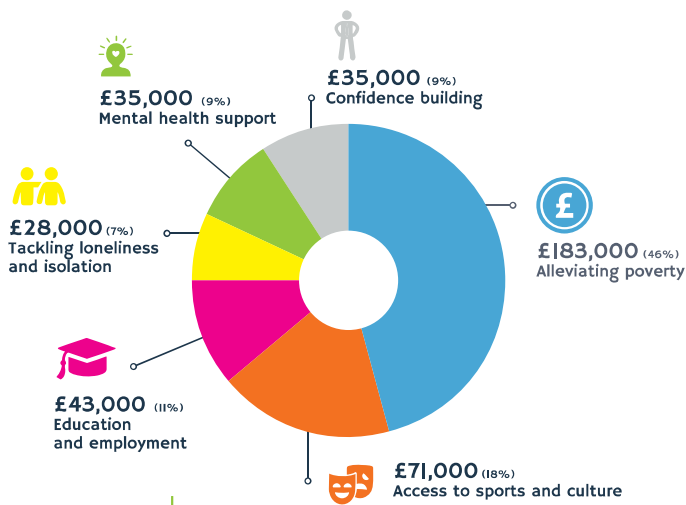 £35,000 (9%)
Confidence building
£35,000 (9%)
Mental health support
£28,000 (7%)
Tackling loneliness
and isolation
£
£183,000 (46%)
Alleviating poverty
£43,000 (11%)
Education
and employment
£71,000 (18%)
Access to sports and culture